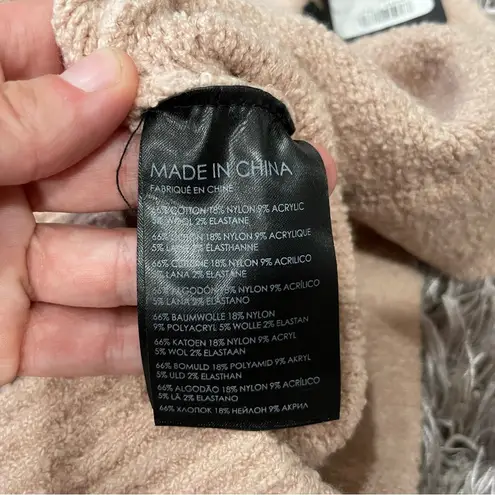 MADE IN CHINA
FABRIQUÉ EN CHINE
66% COTTON 18% NYLON 9% ACRYLIC
5% WOOL 2% ELASTANE
66% COTON 18% NYLON 9% ACRYLIQUE
5% LAINE 2% ELASTHANNE
66% COTONE 18% NYLON 9% ACRILICO
5% LANA 2% ELASTANE
66% ALGODÓN 18% NYLON 9% ACRÍLICO
5% LANA 2% ELASTANO
66% BAUMWOLLE 18% NYLON
9% POLYACRYL 5% WOLLE 2% ELASTAN
66% KATOEN 18% NYLON 9% ACRYL
5% WOL 2% ELASTAAN
66% BOMULD 18% POLYAMID 9% AKRYL
5% ULD 2% ELASTAN
66% ALGODÃO 18% NYLON 9% ACRÍLICO
5% LÃ 2% ELASTANO
66% ХЛОПОК 18% НЕЙЛОН 9% АКРИЛ